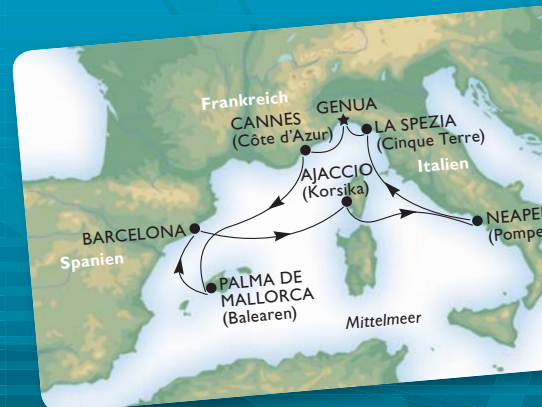 Frankreich
GENUA
CANNES
(Côte d'Azur)
LA SPEZIA
(Cinque Terre)
Italien
AJACCIO
(Korsika)
BARCELONA
Spanien
PALMA DE
MALLORCA
(Balearen)
Mittelmeer